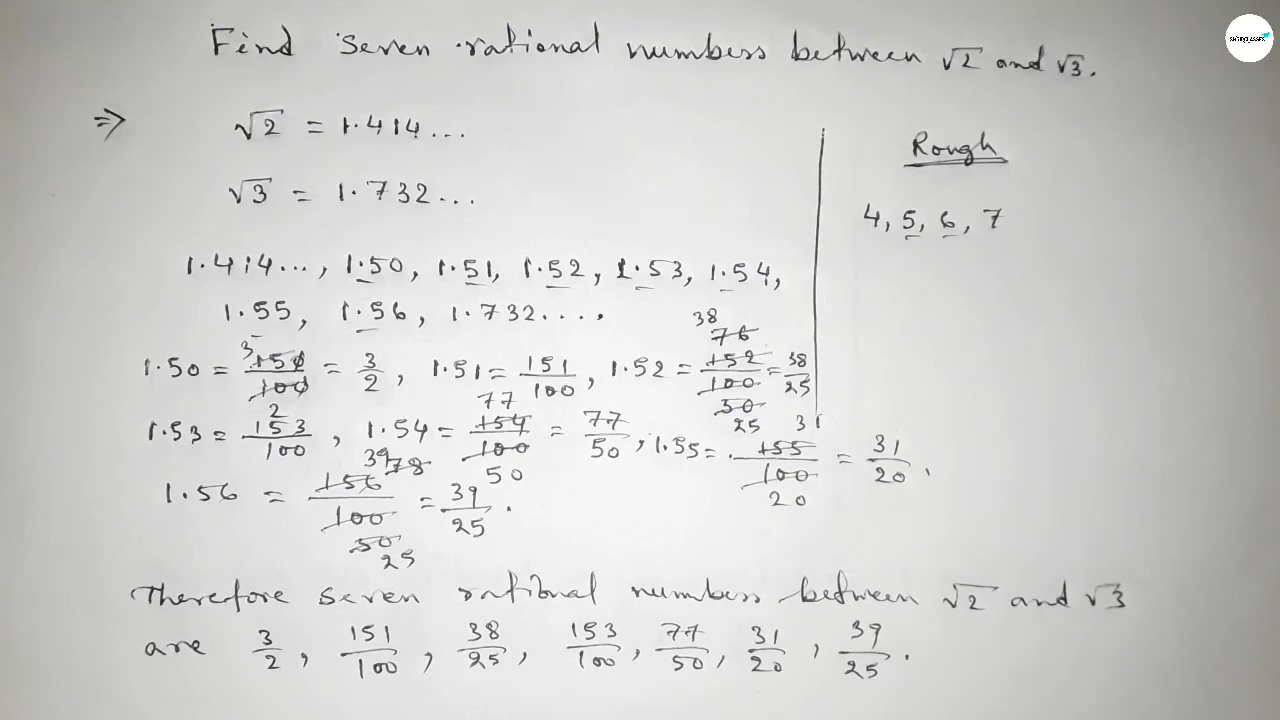 Find seven rational numbers between √2 and √3.
⇒ √2 = 1.414...
√3 = 1.732...
Rough
4, 5, 6, 7
1.414..., 1.50, 1.51, 1.52, 1.53, 1.54,
1.55, 1.56, 1.732....
1.50 = 150/100 = 3/2, 1.51 = 151/100, 1.52 = 152/100 = 38/25
1.53 = 153/100, 1.54 = 154/100 = 77/50, 1.55 = 155/100 = 31/20.
1.56 = 156/100 = 39/25.
Therefore seven rational numbers between √2 and √3
are 3/2, 151/100, 38/25, 153/100, 77/50, 31/20, 39/25.